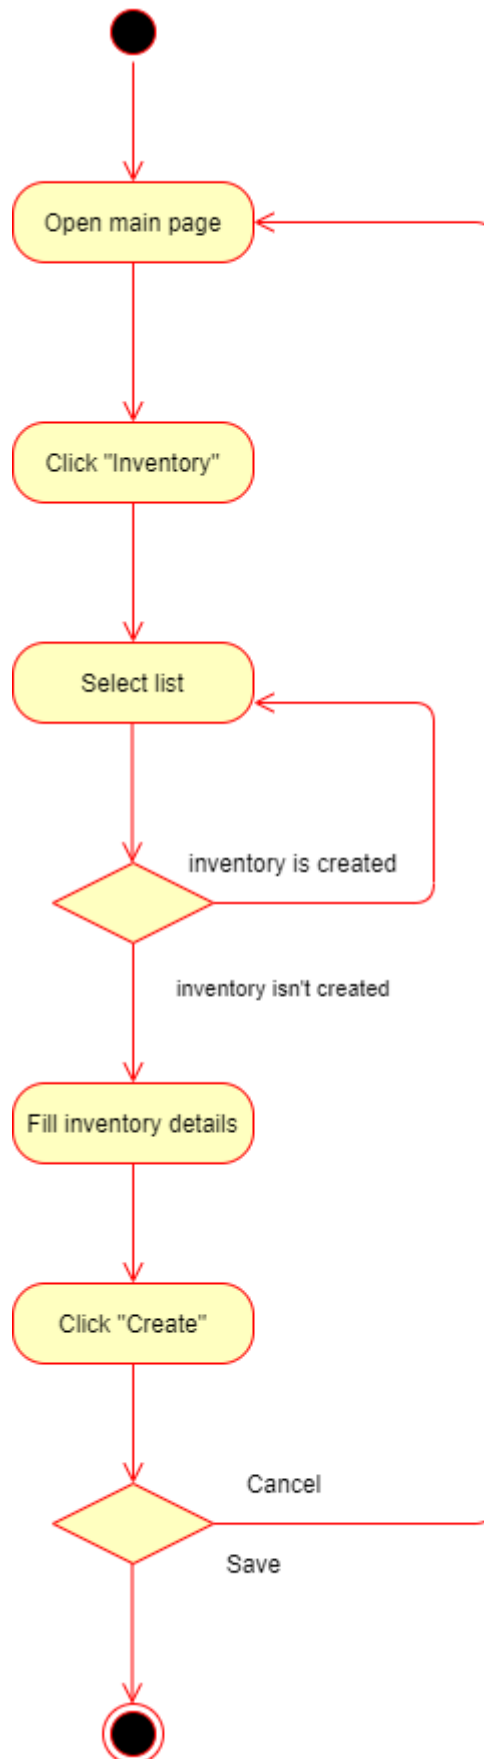 Open main page
Click "Inventory"
Select list
inventory is created
inventory isn't created
Fill inventory details
Click "Create"
Cancel
Save